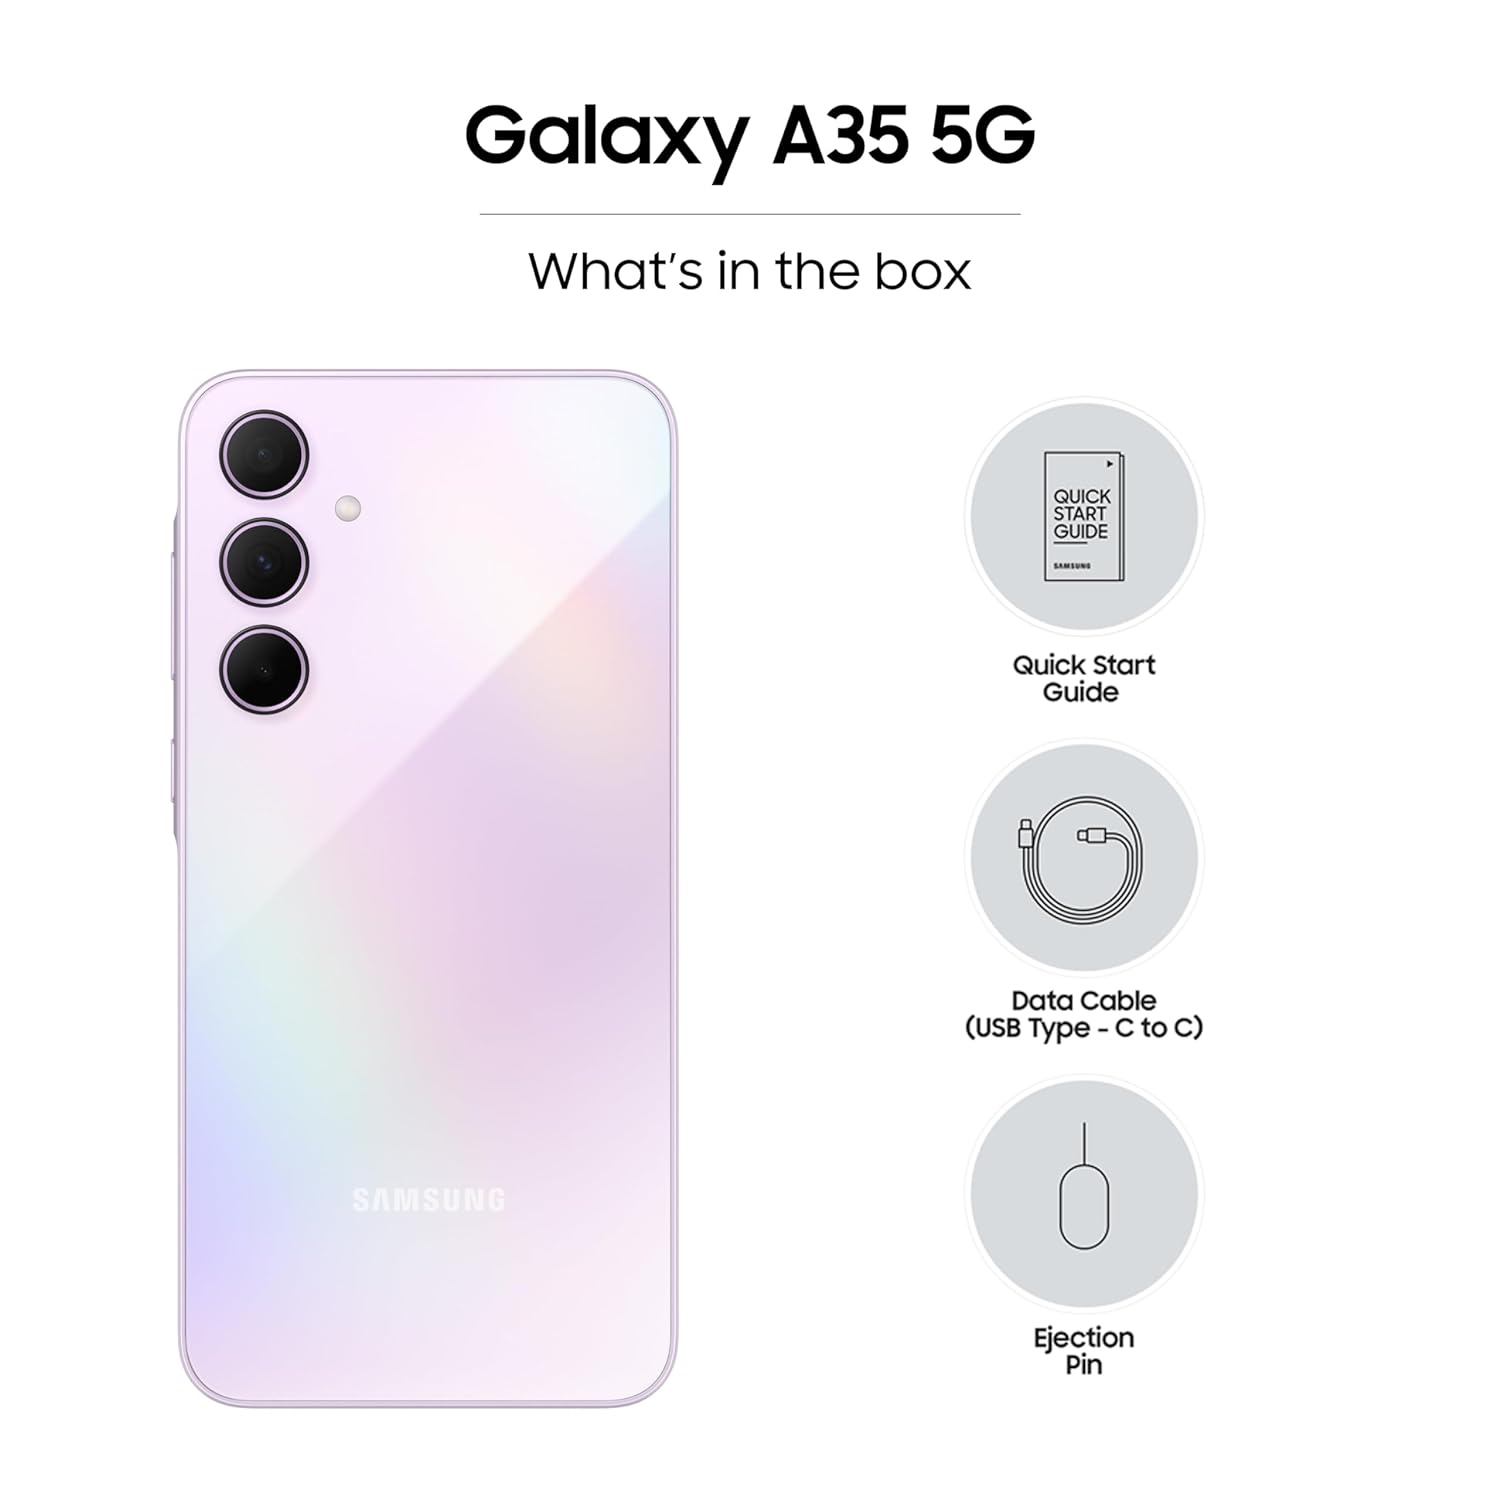 Galaxy A35 5G
What's in the box
SAMSUNG
QUICK
START
GUIDE
SAMSUNG
Quick Start
Guide
Data Cable
(USB Type - C to C)
Ejection
Pin